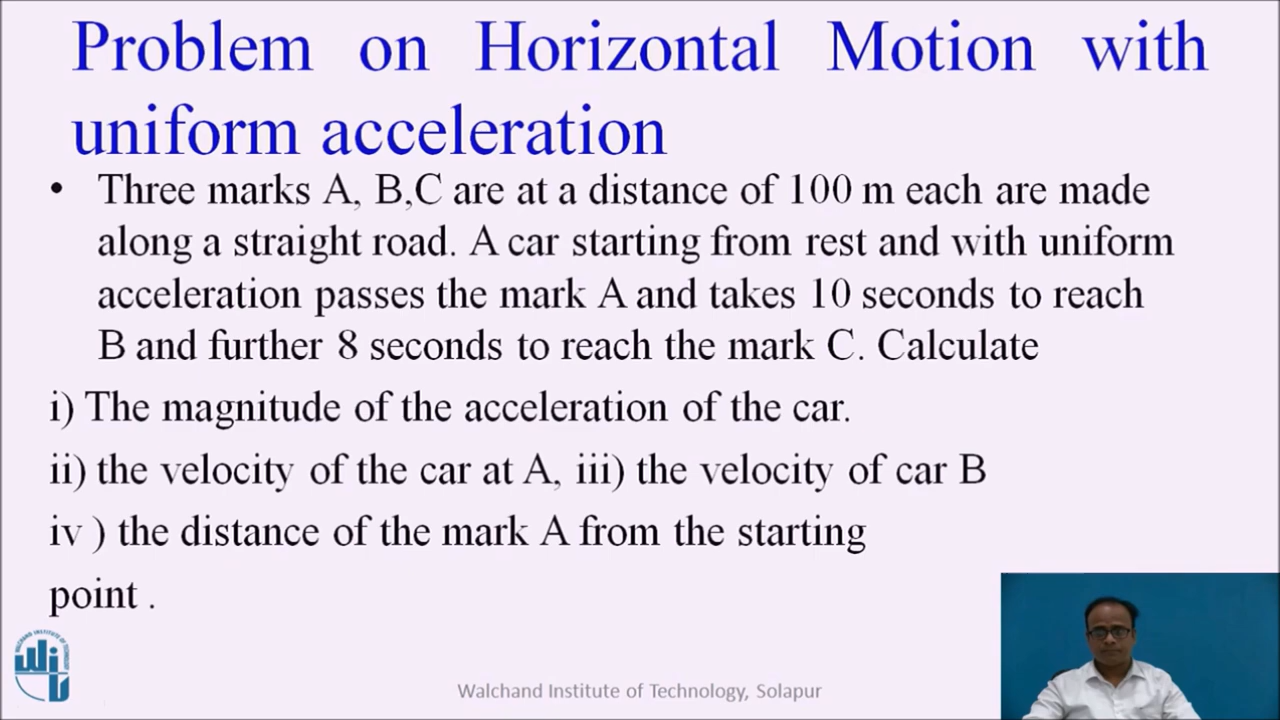 Problem on Horizontal Motion with
uniform acceleration
• Three marks A, B,C are at a distance of 100 m each are made
along a straight road. A car starting from rest and with uniform
acceleration passes the mark A and takes 10 seconds to reach
B and further 8 seconds to reach the mark C. Calculate
i) The magnitude of the acceleration of the car.
ii) the velocity of the car at A, iii) the velocity of car B
iv ) the distance of the mark A from the starting
point .
Walchand Institute of Technology, Solapur